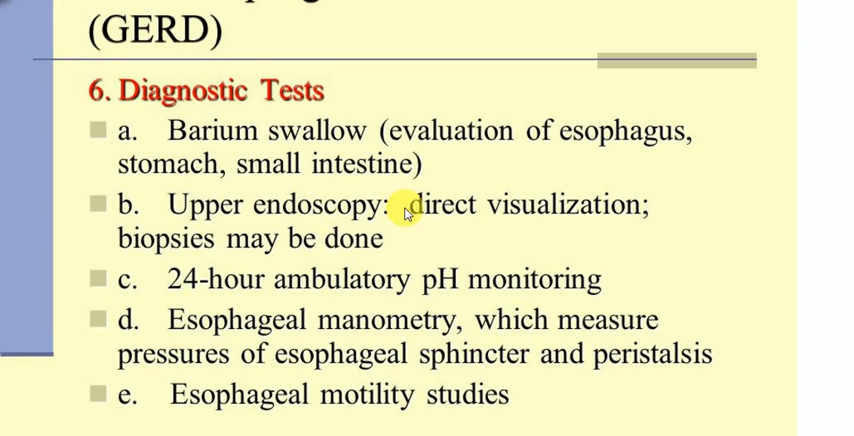 (GERD)
6. Diagnostic Tests
a. Barium swallow (evaluation of esophagus,
stomach, small intestine)
b. Upper endoscopy: direct visualization;
biopsies may be done
c. 24-hour ambulatory pH monitoring
d. Esophageal manometry, which measure
pressures of esophageal sphincter and peristalsis
e. Esophageal motility studies